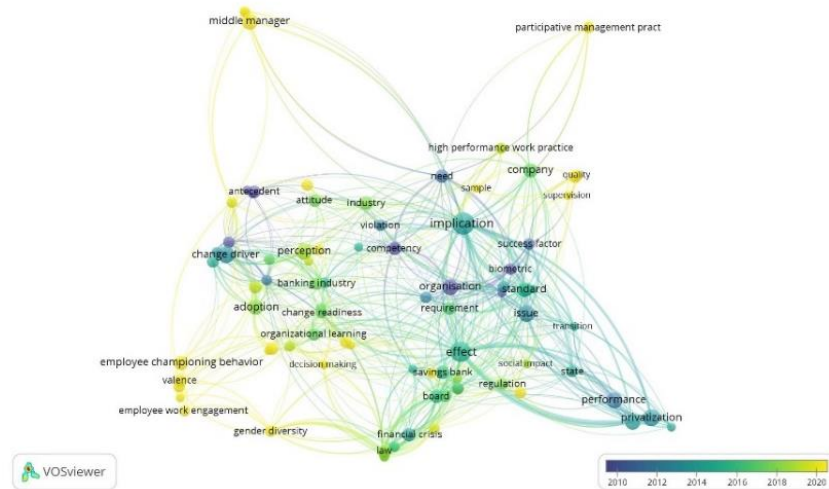 middle manager
participative management pract
high performance work practice
need
company
quality
sample
supervision
antecedent
attitude
industry
implication
violation
change driver
perception
competency
success factor
biometric
banking industry
organisation
standard
adoption
change readiness
requirement
issue
transition
organizational learning
effect
employee championing behavior
decision making
savings bank
social impact
state
valence
board
regulation
performance
employee work engagement
privatization
gender diversity
financial crisis
law
VOSviewer
2010 2012 2014 2016 2018 2020